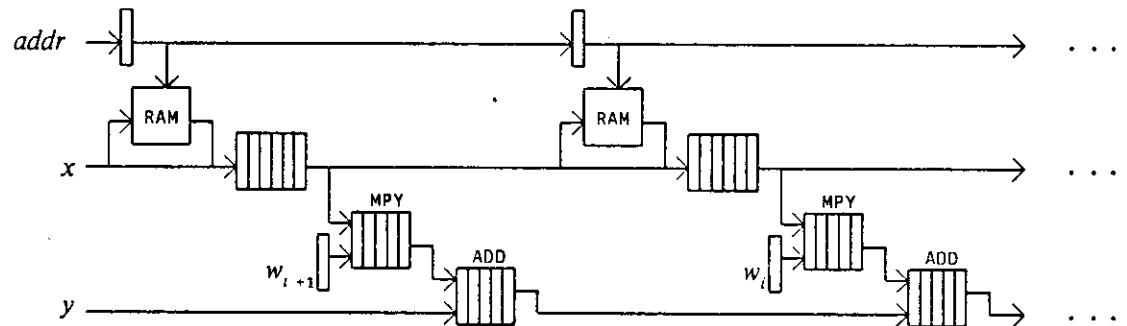 addr
RAM
RAM
x
MPY
MPY
w_{i+1}
ADD
w_i
ADD
y
. . .
. . .
. . .